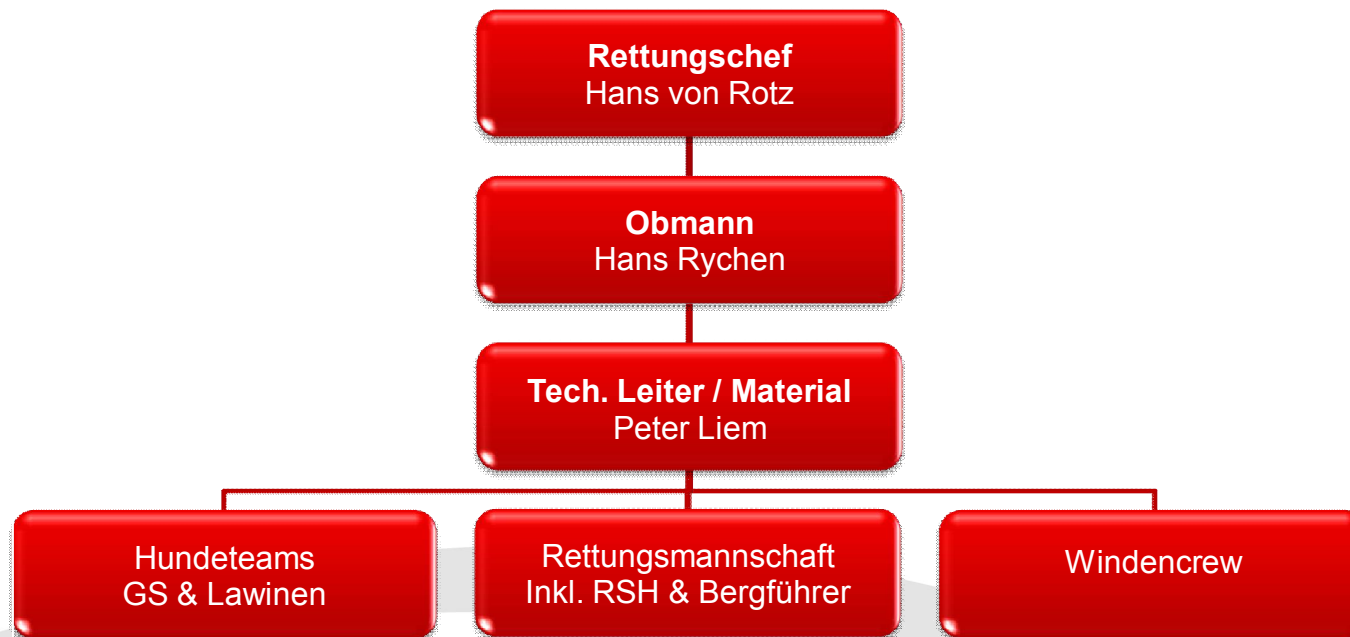 Rettungschef
Hans von Rotz
Obmann
Hans Rychen
Tech. Leiter / Material
Peter Liem
Hundeteams
GS & Lawinen
Rettungsmannschaft
Inkl. RSH & Bergführer
Windencrew